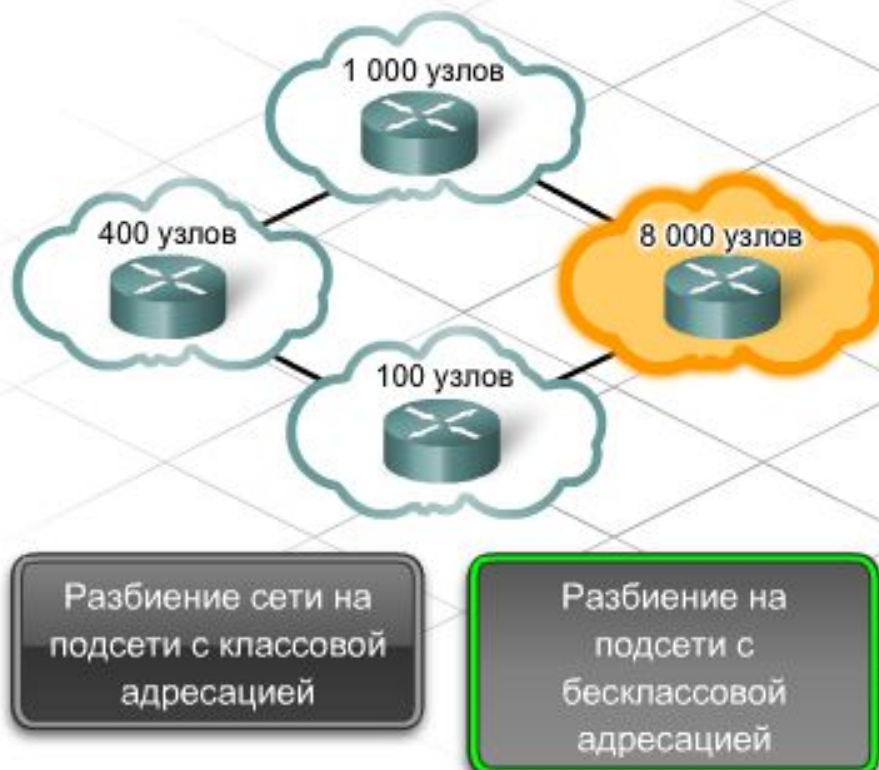 1 000 узлов
400 узлов
8 000 узлов
100 узлов
Разбиение сети на
подсети с классовой
адресацией
Разбиение на
подсети с
бесклассовой
адресацией